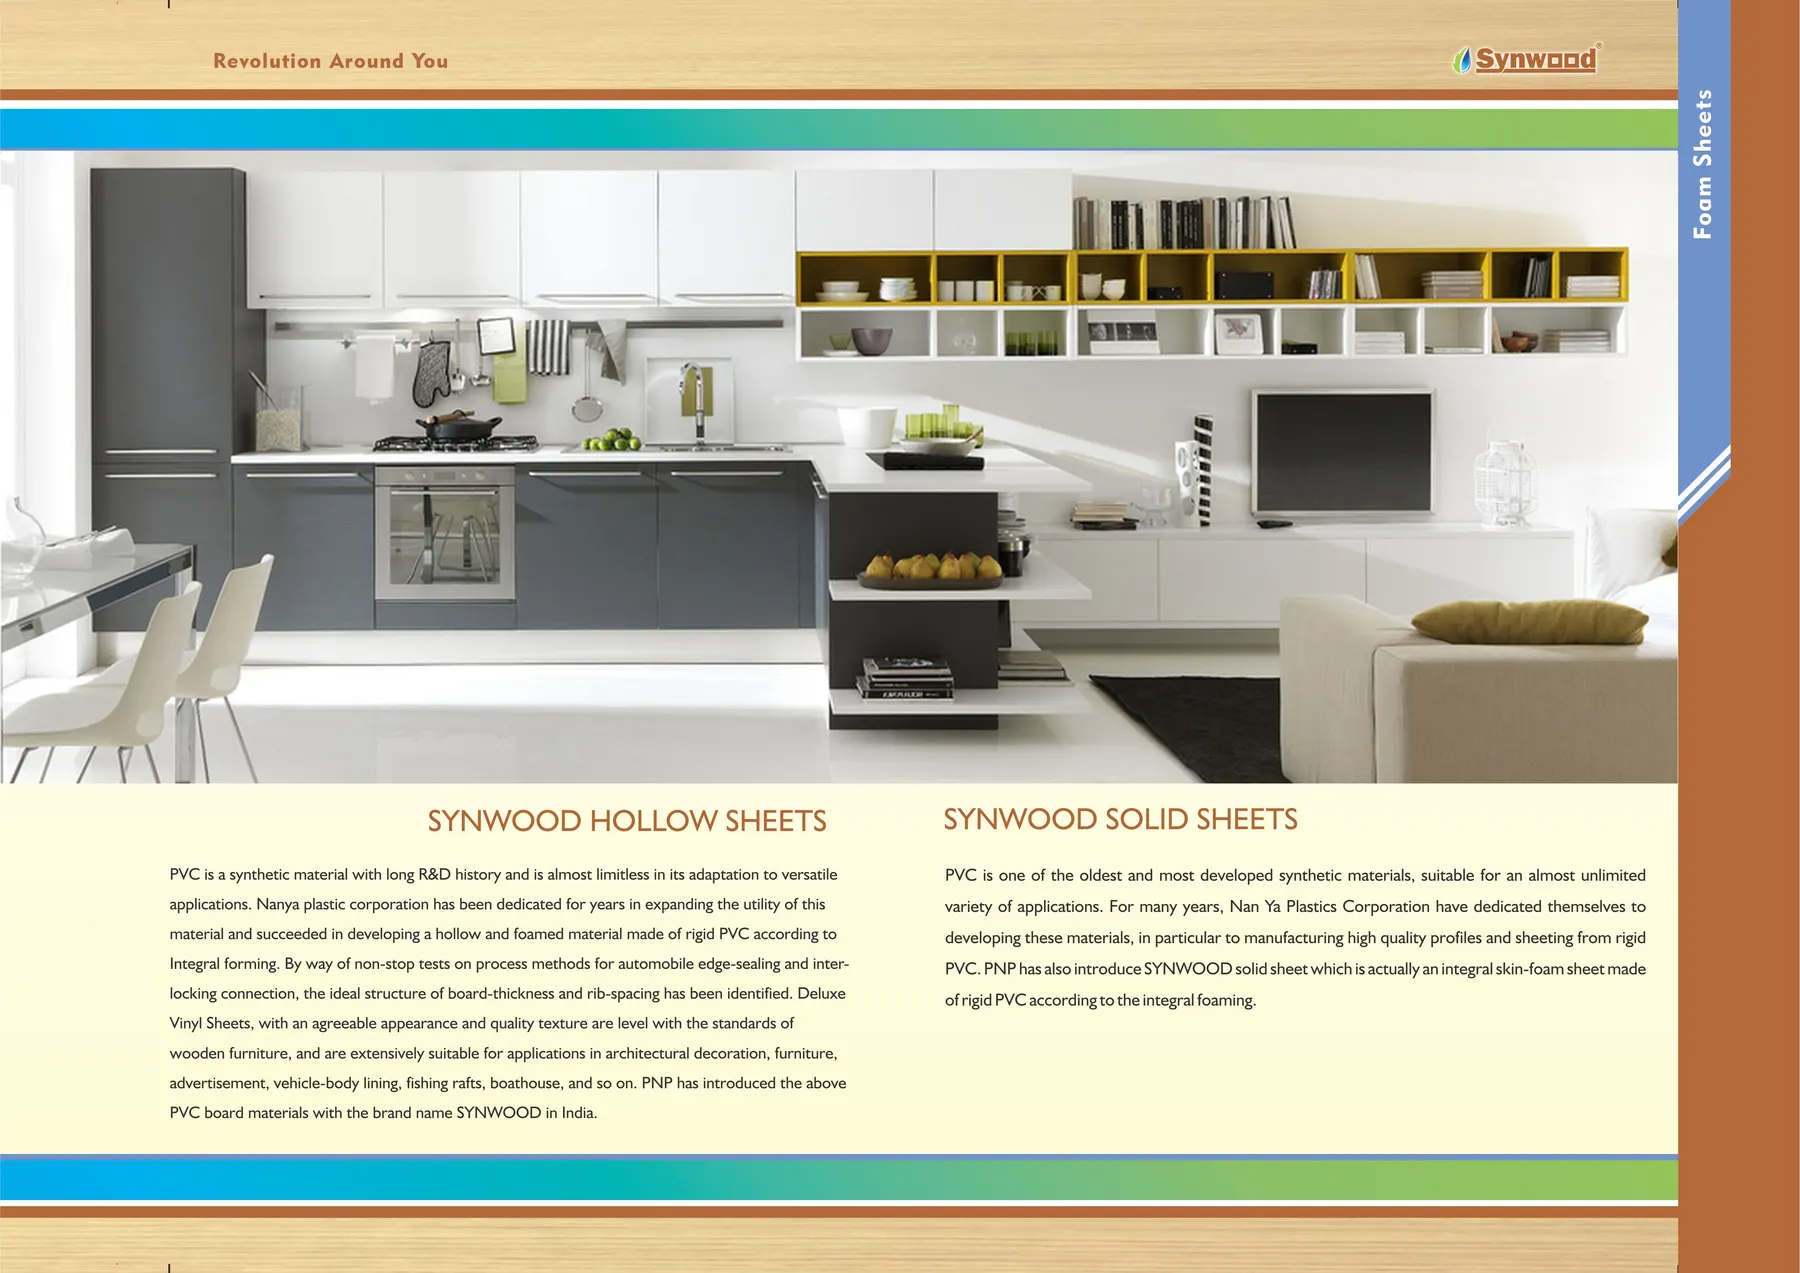 Revolution Around You
Synwood®
Foam Sheets
SYNWOOD HOLLOW SHEETS
PVC is a synthetic material with long R&D history and is almost limitless in its adaptation to versatile
applications. Nanya plastic corporation has been dedicated for years in expanding the utility of this
material and succeeded in developing a hollow and foamed material made of rigid PVC according to
Integral forming. By way of non-stop tests on process methods for automobile edge-sealing and inter-
locking connection, the ideal structure of board-thickness and rib-spacing has been identified. Deluxe
Vinyl Sheets, with an agreeable appearance and quality texture are level with the standards of
wooden furniture, and are extensively suitable for applications in architectural decoration, furniture,
advertisement, vehicle-body lining, fishing rafts, boathouse, and so on. PNP has introduced the above
PVC board materials with the brand name SYNWOOD in India.
SYNWOOD SOLID SHEETS
PVC is one of the oldest and most developed synthetic materials, suitable for an almost unlimited
variety of applications. For many years, Nan Ya Plastics Corporation have dedicated themselves to
developing these materials, in particular to manufacturing high quality profiles and sheeting from rigid
PVC. PNP has also introduce SYNWOOD solid sheet which is actually an integral skin-foam sheet made
of rigid PVC according to the integral foaming.